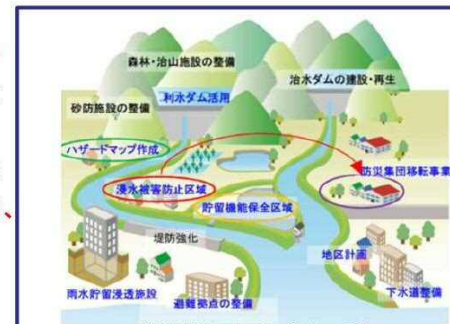 森林・治山施設の整備
治水ダムの建設・再生
利水ダム活用
砂防施設の整備
ハザードマップ作成
防災集団移転事業
浸水被害防止区域
貯留機能保全区域
堤防強化
地区計画
雨水貯留浸透施設
避難拠点の整備
下水道整備